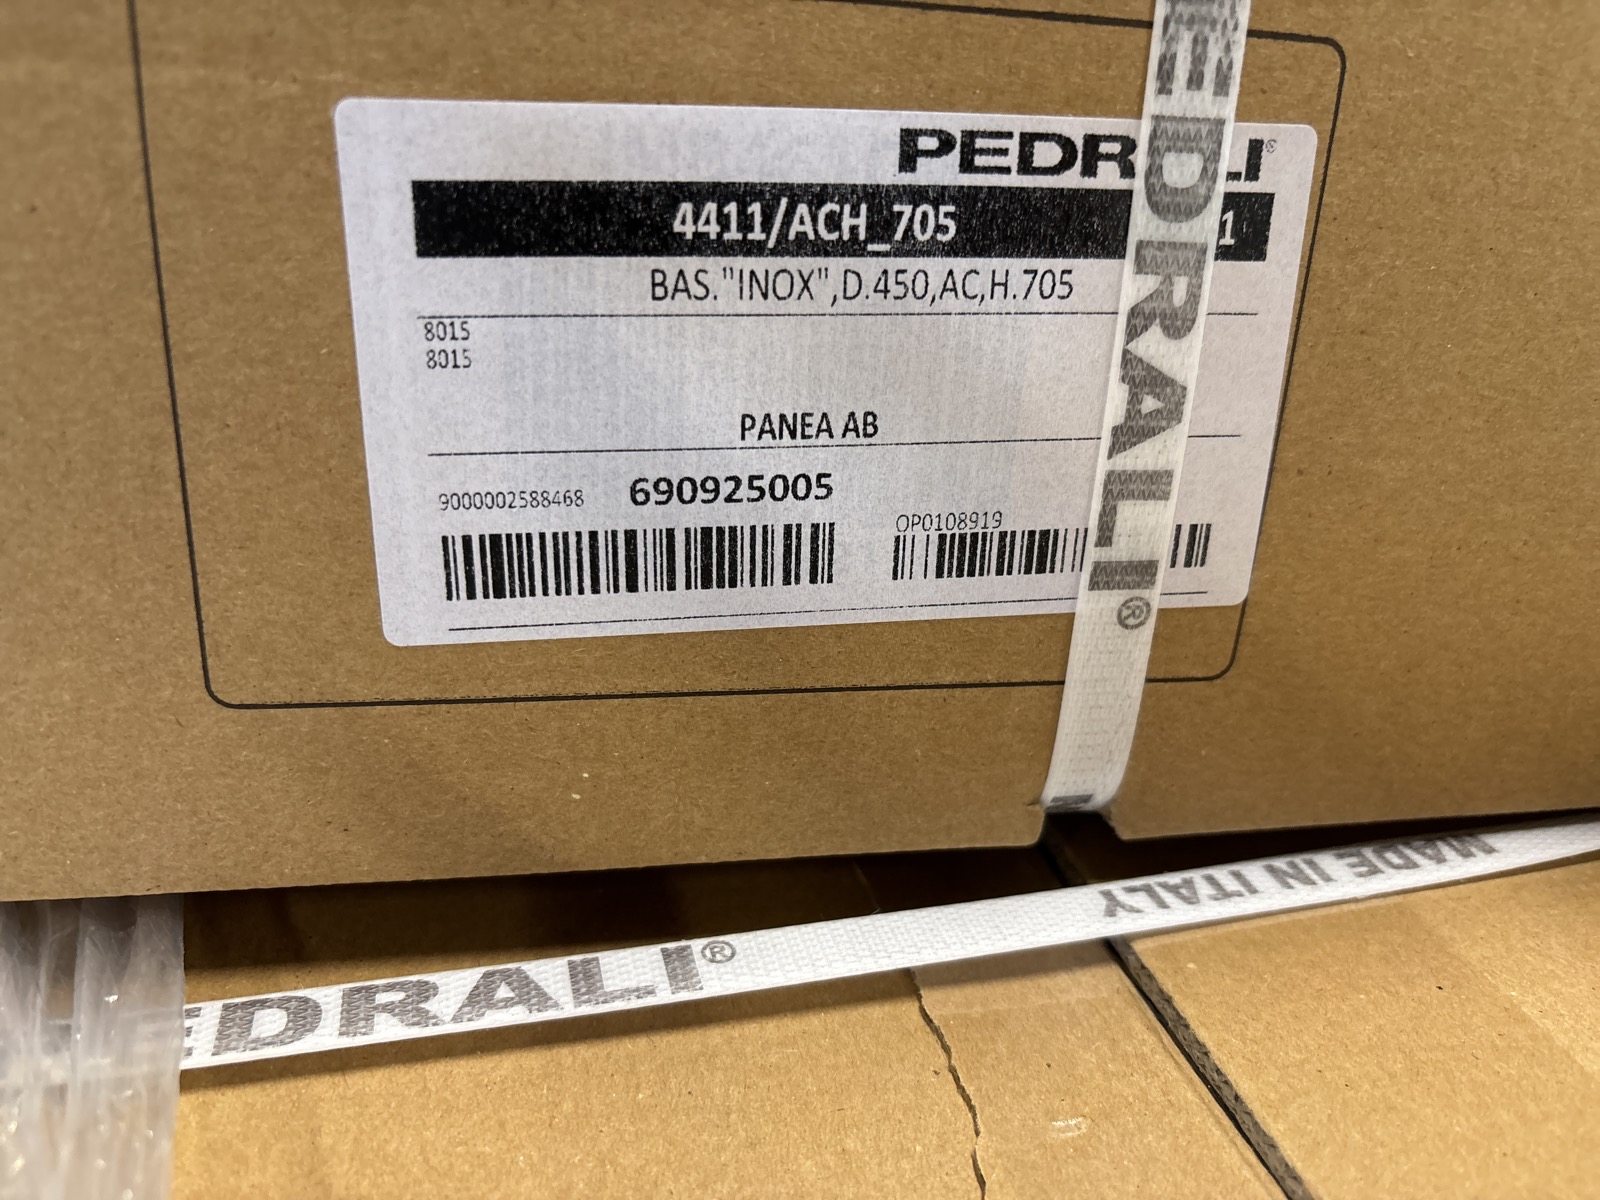 PEDRALI®
4411/ACH_705 1
BAS."INOX",D.450,AC,H.705
8015
8015
PANEA AB
9000002588468 690925005
OP0108919
EDRALI®
EDRALI®
MADE IN ITALY